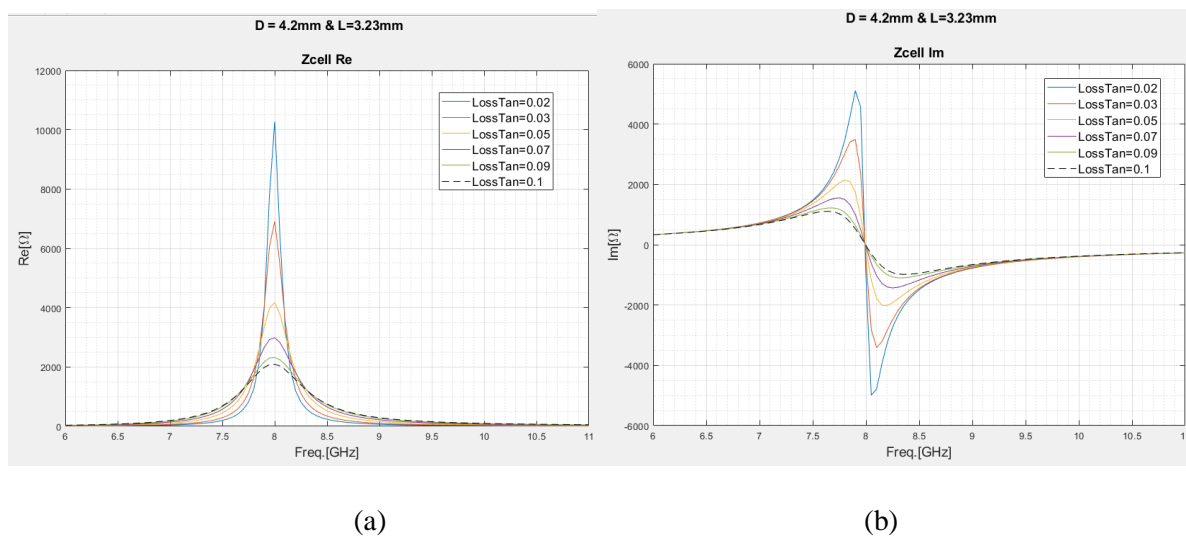 D = 4.2mm & L=3.23mm
Zcell Re
12000
10000
8000
6000
4000
2000
0
Re[Ω]
LossTan=0.02
LossTan=0.03
LossTan=0.05
LossTan=0.07
LossTan=0.09
LossTan=0.1
6 6.5 7 7.5 8 8.5 9 9.5 10 10.5 11
Freq.[GHz]
(a)
D = 4.2mm & L=3.23mm
Zcell Im
6000
4000
2000
0
-2000
-4000
-6000
Im[Ω]
LossTan=0.02
LossTan=0.03
LossTan=0.05
LossTan=0.07
LossTan=0.09
LossTan=0.1
6 6.5 7 7.5 8 8.5 9 9.5 10 10.5
Freq.[GHz]
(b)